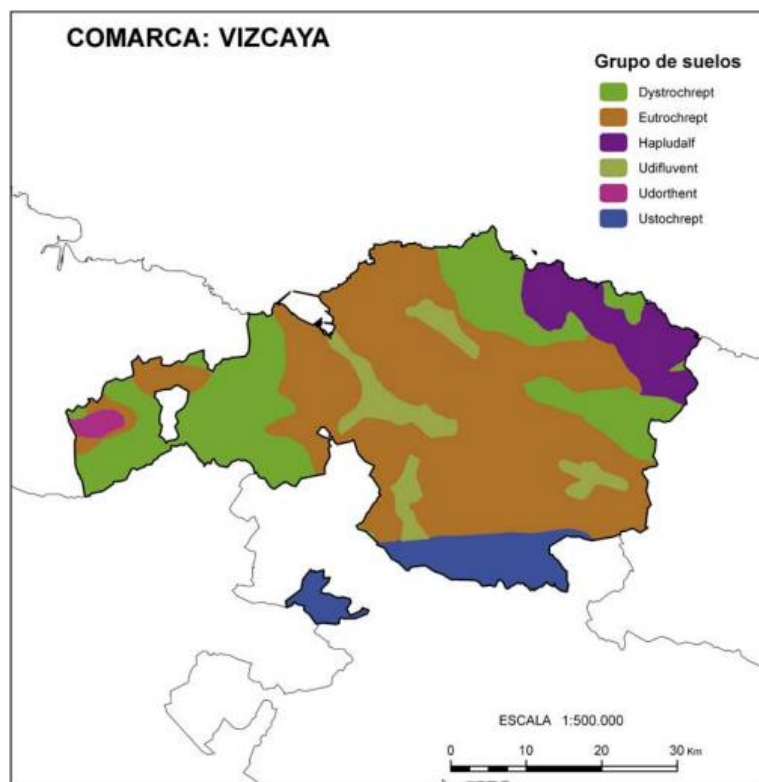 COMARCA: VIZCAYA
Grupo de suelos
Dystrochrept
Eutrochrept
Hapludalf
Udifluvent
Udorthent
Ustochrept
ESCALA 1:500.000
0 10 20 30 Km